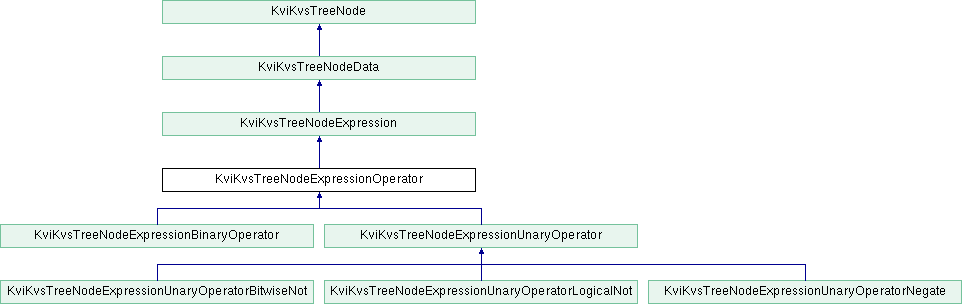 KviKvsTreeNode
KviKvsTreeNodeData
KviKvsTreeNodeExpression
KviKvsTreeNodeExpressionOperator
KviKvsTreeNodeExpressionBinaryOperator
KviKvsTreeNodeExpressionUnaryOperator
KviKvsTreeNodeExpressionUnaryOperatorBitwiseNot
KviKvsTreeNodeExpressionUnaryOperatorLogicalNot
KviKvsTreeNodeExpressionUnaryOperatorNegate